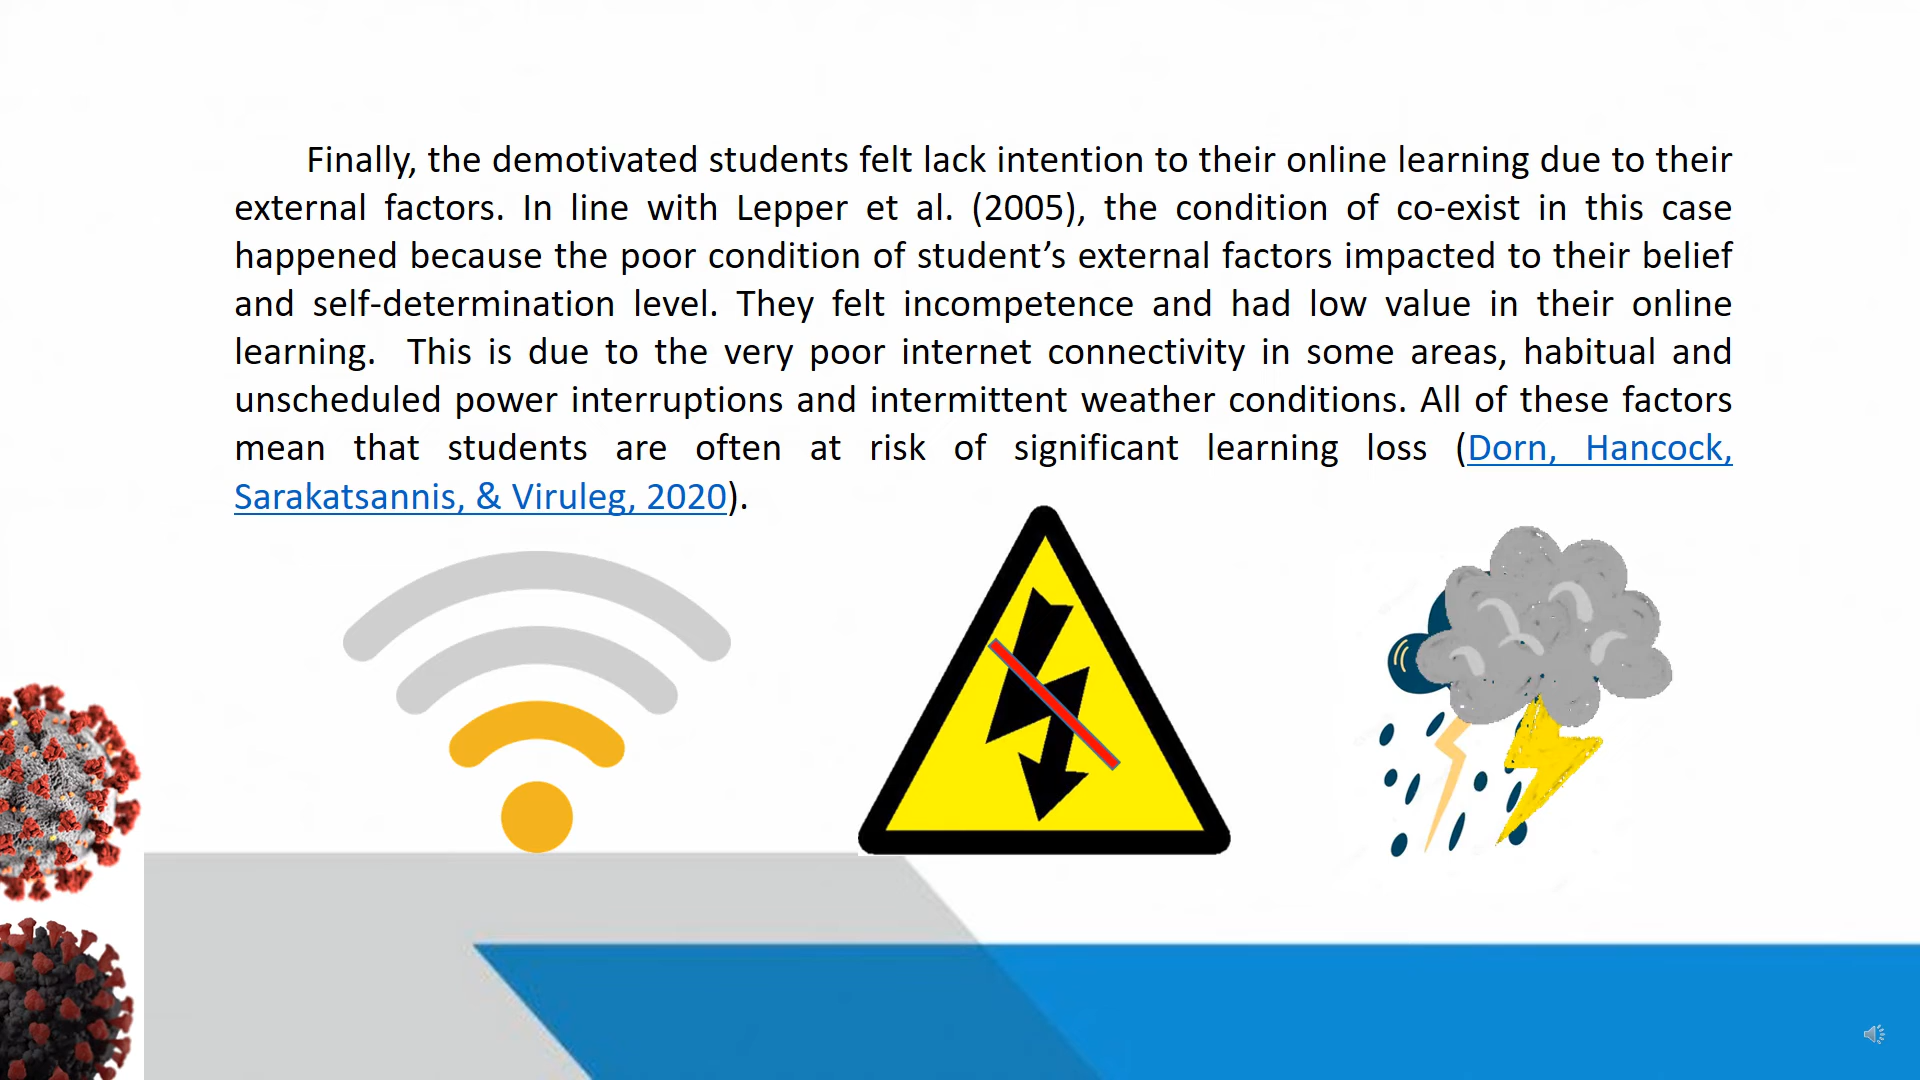 Finally, the demotivated students felt lack intention to their online learning due to their
external factors. In line with Lepper et al. (2005), the condition of co-exist in this case
happened because the poor condition of student’s external factors impacted to their belief
and self-determination level. They felt incompetence and had low value in their online
learning.  This is due to the very poor internet connectivity in some areas, habitual and
unscheduled power interruptions and intermittent weather conditions. All of these factors
mean that students are often at risk of significant learning loss (Dorn, Hancock,
Sarakatsannis, & Viruleg, 2020).